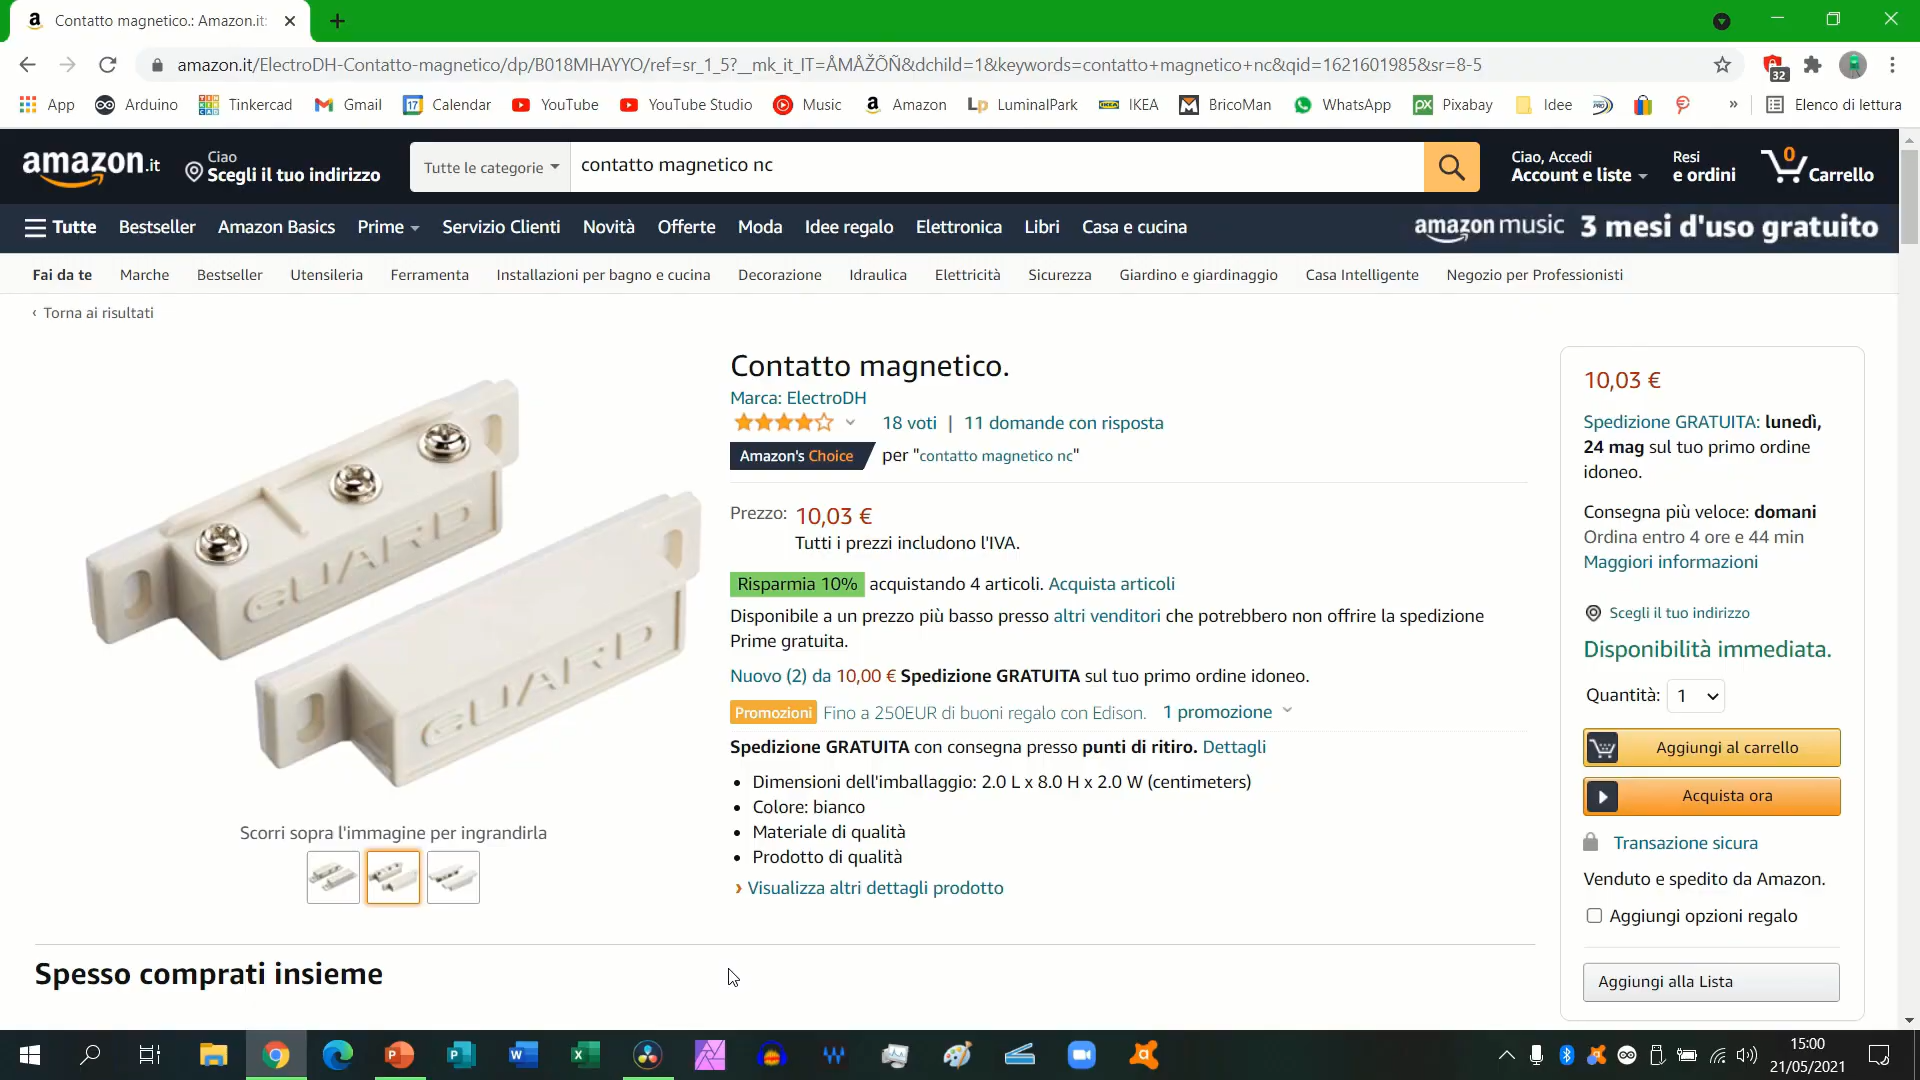 Contatto magnetico.: Amazon.it:
amazon.it/ElectroDH-Contatto-magnetico/dp/B018MHAYYO/ref=sr_1_5?__mk_it_IT=ÅMÅŽÕÑ&dchild=1&keywords=contatto+magnetico+nc&qid=1621601985&sr=8-5
32
App Arduino Tinkercad Gmail Calendar YouTube YouTube Studio Music Amazon LuminalPark IKEA BricoMan WhatsApp Pixabay Idee » Elenco di lettura
amazon.it
Ciao
Scegli il tuo indirizzo
Tutte le categorie
contatto magnetico nc
Ciao, Accedi
Account e liste
Resi
e ordini
0
Carrello
Tutte Bestseller Amazon Basics Prime Servizio Clienti Novità Offerte Moda Idee regalo Elettronica Libri Casa e cucina
amazon music 3 mesi d'uso gratuito
Fai da te Marche Bestseller Utensileria Ferramenta Installazioni per bagno e cucina Decorazione Idraulica Elettricità Sicurezza Giardino e giardinaggio Casa Intelligente Negozio per Professionisti
‹ Torna ai risultati
GUARD
GUARD
Scorri sopra l'immagine per ingrandirla
Contatto magnetico.
Marca: ElectroDH
18 voti | 11 domande con risposta
Amazon's Choice per "contatto magnetico nc"
Prezzo: 10,03 €
Tutti i prezzi includono l'IVA.
Risparmia 10% acquistando 4 articoli. Acquista articoli
Disponibile a un prezzo più basso presso altri venditori che potrebbero non offrire la spedizione
Prime gratuita.
Nuovo (2) da 10,00 € Spedizione GRATUITA sul tuo primo ordine idoneo.
Promozioni Fino a 250EUR di buoni regalo con Edison. 1 promozione
Spedizione GRATUITA con consegna presso punti di ritiro. Dettagli
• Dimensioni dell'imballaggio: 2.0 L x 8.0 H x 2.0 W (centimeters)
• Colore: bianco
• Materiale di qualità
• Prodotto di qualità
› Visualizza altri dettagli prodotto
10,03 €
Spedizione GRATUITA: lunedì,
24 mag sul tuo primo ordine
idoneo.
Consegna più veloce: domani
Ordina entro 4 ore e 44 min
Maggiori informazioni
Scegli il tuo indirizzo
Disponibilità immediata.
Quantità: 1
Aggiungi al carrello
Acquista ora
Transazione sicura
Venduto e spedito da Amazon.
Aggiungi opzioni regalo
Aggiungi alla Lista
Spesso comprati insieme
15:00
21/05/2021